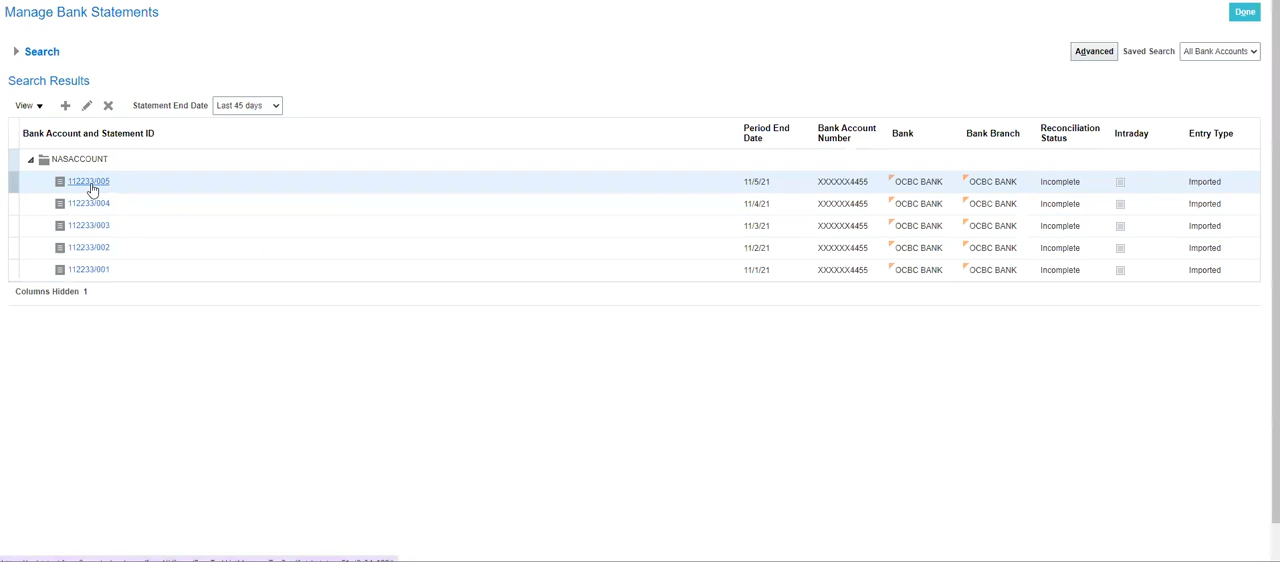 Manage Bank Statements
Done
Search
Advanced Saved Search All Bank Accounts
Search Results
View Statement End Date Last 45 days
Bank Account and Statement ID Period End Date Bank Account Number Bank Bank Branch Reconciliation Status Intraday Entry Type
NASACCOUNT
112233/005 11/5/21 XXXXXX4455 OCBC BANK OCBC BANK Incomplete Imported
112233/004 11/4/21 XXXXXX4455 OCBC BANK OCBC BANK Incomplete Imported
112233/003 11/3/21 XXXXXX4455 OCBC BANK OCBC BANK Incomplete Imported
112233/002 11/2/21 XXXXXX4455 OCBC BANK OCBC BANK Incomplete Imported
112233/001 11/1/21 XXXXXX4455 OCBC BANK OCBC BANK Incomplete Imported
Columns Hidden 1